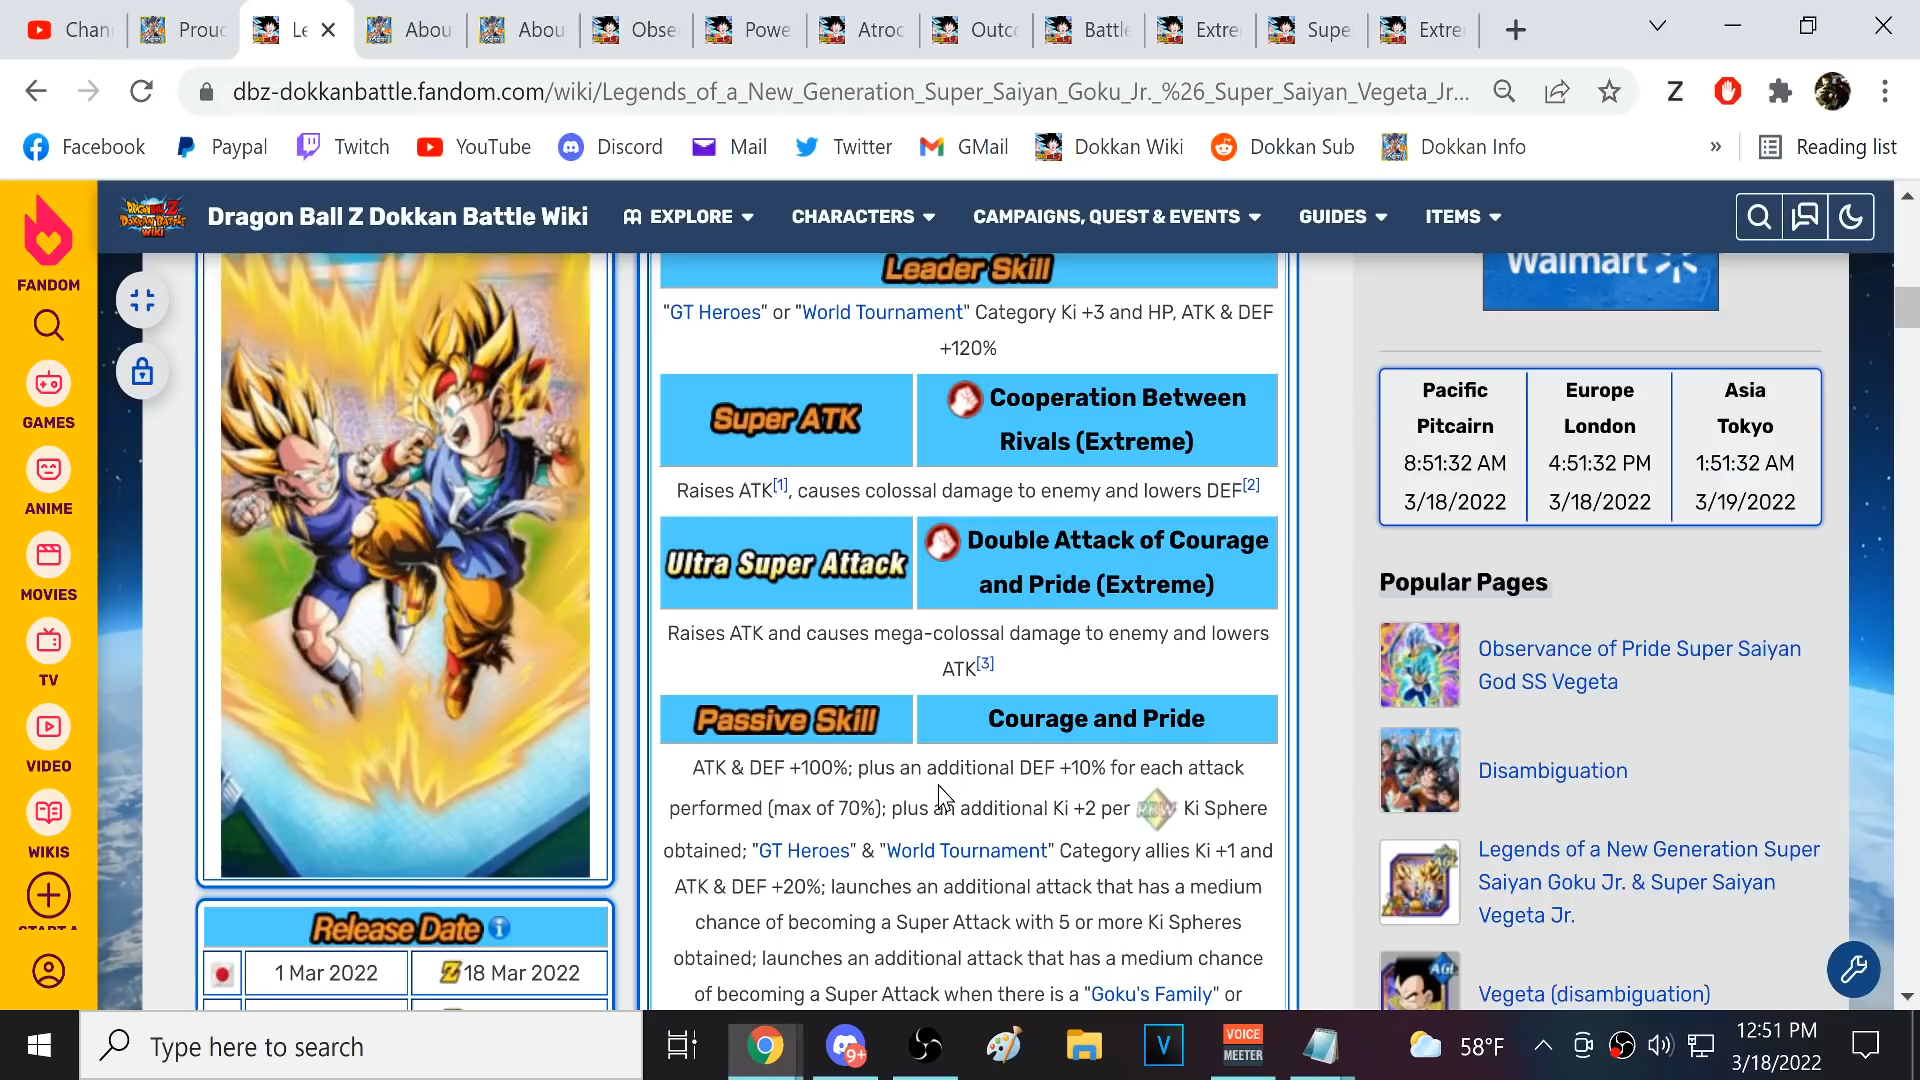 Chan
Prouc
Le
Abou
Abou
Obse
Powe
Atroc
Outco
Battle
Extre
Supe
Extre
dbz-dokkanbattle.fandom.com/wiki/Legends_of_a_New_Generation_Super_Saiyan_Goku_Jr._%26_Super_Saiyan_Vegeta_Jr...
Z
Facebook
Paypal
Twitch
YouTube
Discord
Mail
Twitter
GMail
Dokkan Wiki
Dokkan Sub
Dokkan Info
»
Reading list
FANDOM
GAMES
ANIME
MOVIES
TV
VIDEO
WIKIS
START A
Dragon Ball Z Dokkan Battle Wiki
EXPLORE
CHARACTERS
CAMPAIGNS, QUEST & EVENTS
GUIDES
ITEMS
Release Date
1 Mar 2022
18 Mar 2022
Leader Skill
"GT Heroes" or "World Tournament" Category Ki +3 and HP, ATK & DEF
+120%
Super ATK
Cooperation Between
Rivals (Extreme)
Raises ATK[1], causes colossal damage to enemy and lowers DEF[2]
Ultra Super Attack
Double Attack of Courage
and Pride (Extreme)
Raises ATK and causes mega-colossal damage to enemy and lowers
ATK[3]
Passive Skill
Courage and Pride
ATK & DEF +100%; plus an additional DEF +10% for each attack
performed (max of 70%); plus an additional Ki +2 per RBW Ki Sphere
obtained; "GT Heroes" & "World Tournament" Category allies Ki +1 and
ATK & DEF +20%; launches an additional attack that has a medium
chance of becoming a Super Attack with 5 or more Ki Spheres
obtained; launches an additional attack that has a medium chance
of becoming a Super Attack when there is a "Goku's Family" or
Walmart
Pacific
Pitcairn
8:51:32 AM
3/18/2022
Europe
London
4:51:32 PM
3/18/2022
Asia
Tokyo
1:51:32 AM
3/19/2022
Popular Pages
Observance of Pride Super Saiyan
God SS Vegeta
Disambiguation
Legends of a New Generation Super
Saiyan Goku Jr. & Super Saiyan
Vegeta Jr.
AGL
Vegeta (disambiguation)
Type here to search
9+
V
VOICE
MEETER
58°F
12:51 PM
3/18/2022